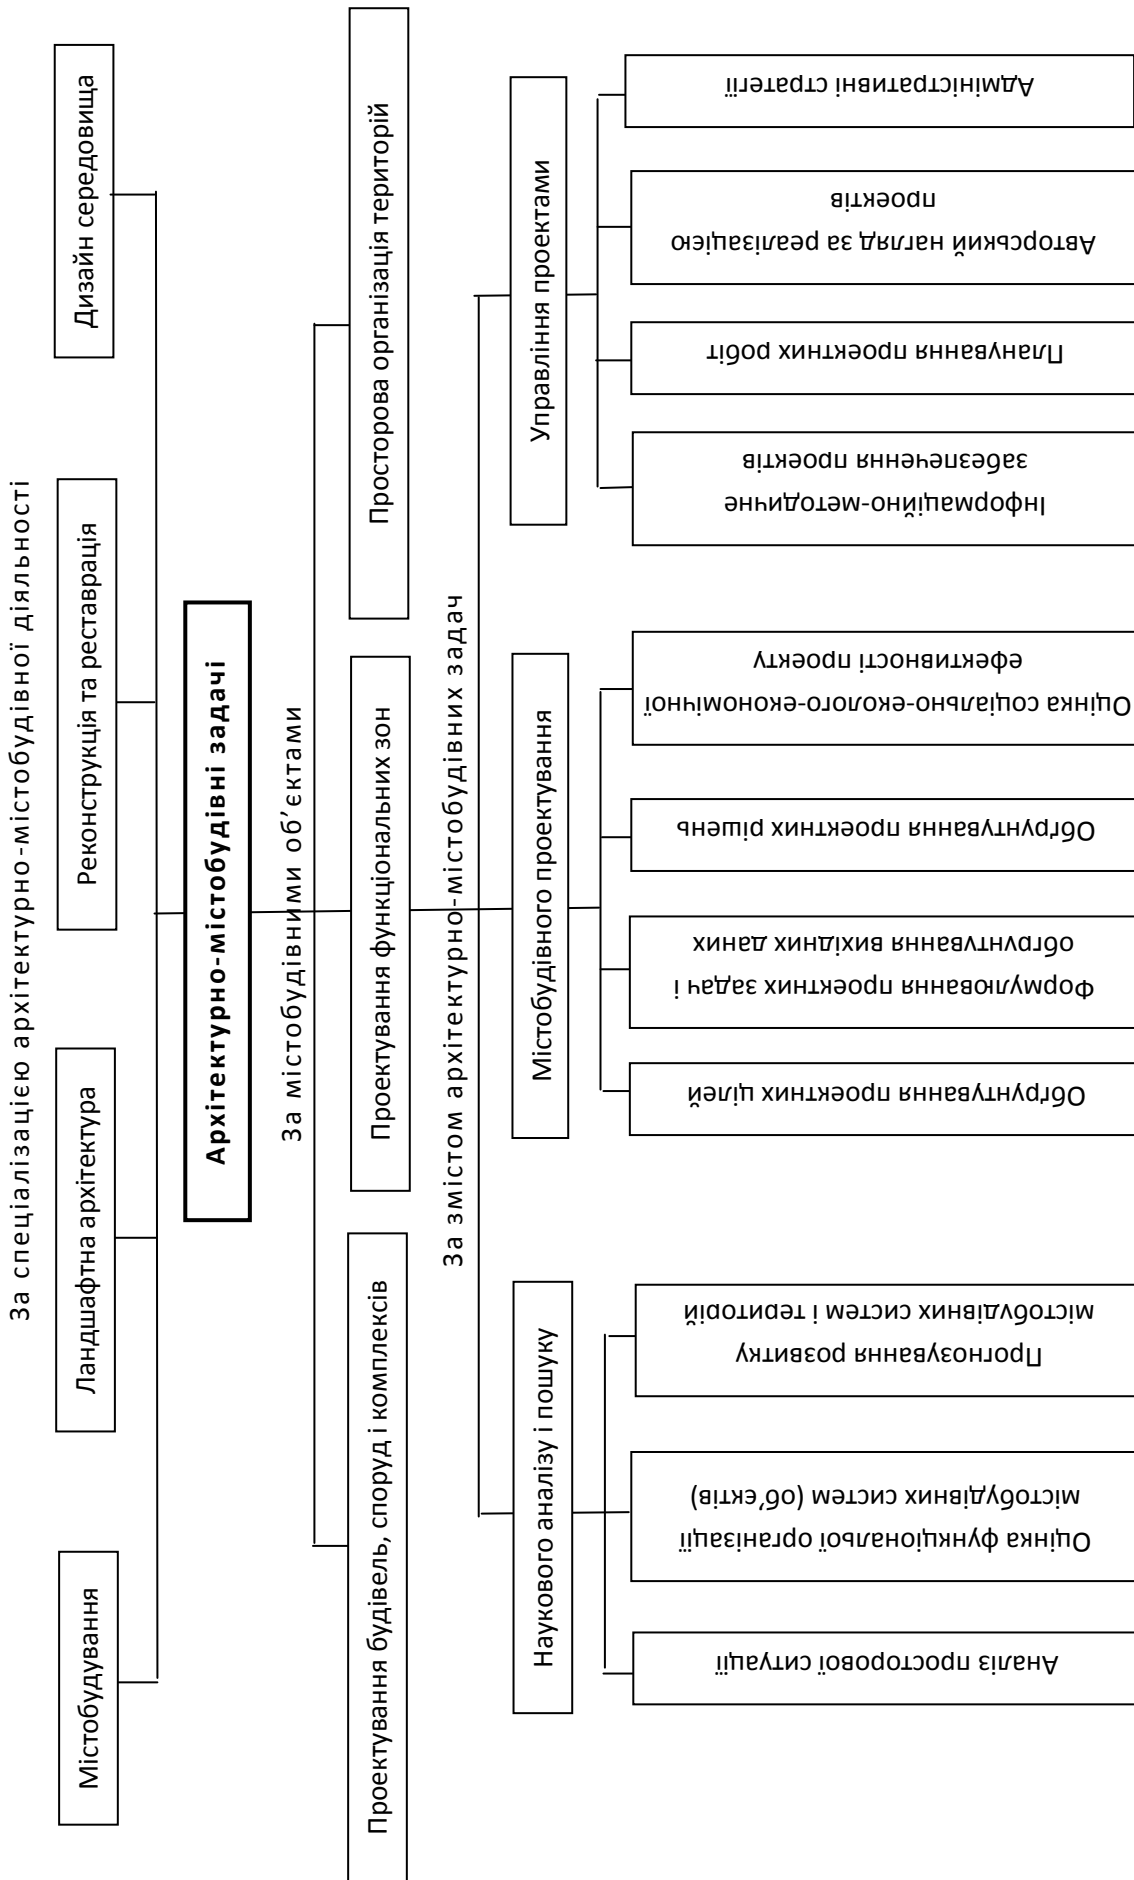 За спеціалізацією архітектурно-містобудівної діяльності
Містобудування
Ландшафтна архітектура
Реконструкція та реставрація
Дизайн середовища
Архітектурно-містобудівні задачі
За містобудівними об’єктами
Проектування будівель, споруд і комплексів
Проектування функціональних зон
Просторова організація територій
За змістом архітектурно-містобудівних задач
Наукового аналізу і пошуку
Містобудівного проектування
Управління проектами
Аналіз просторової ситуації
Оцінка функціональної організації
містобудівних систем (об’єктів)
Прогнозування розвитку
містобудівних систем і територій
Обґрунтування проектних цілей
Формулювання проектних задач і
обґрунтування вихідних даних
Обґрунтування проектних рішень
Оцінка соціально-еколого-економічної
ефективності проекту
Інформаційно-методичне
забезпечення проектів
Планування проектних робіт
Авторський нагляд за реалізацією
проектів
Адміністративні стратегії